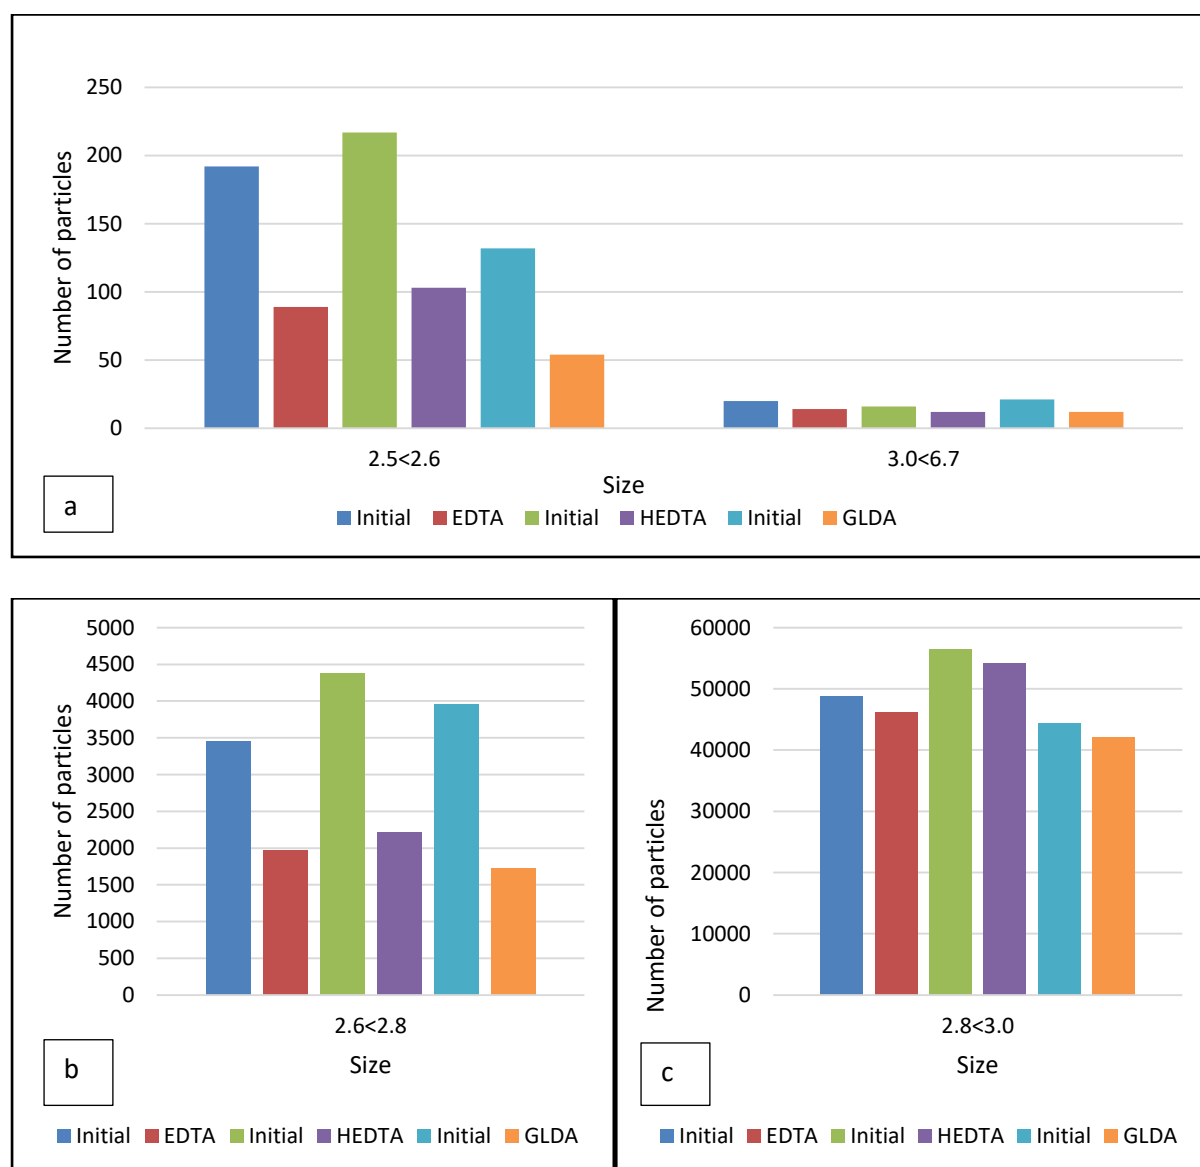 250
200
150
100
50
0
Number of particles
2.5<2.6 3.0<6.7
Size
a
Initial EDTA Initial HEDTA Initial GLDA
5000
4500
4000
3500
3000
2500
2000
1500
1000
500
0
Number of particles
2.6<2.8
Size
b
Initial EDTA Initial HEDTA Initial GLDA
60000
50000
40000
30000
20000
10000
0
Number of particles
2.8<3.0
Size
c
Initial EDTA Initial HEDTA Initial GLDA